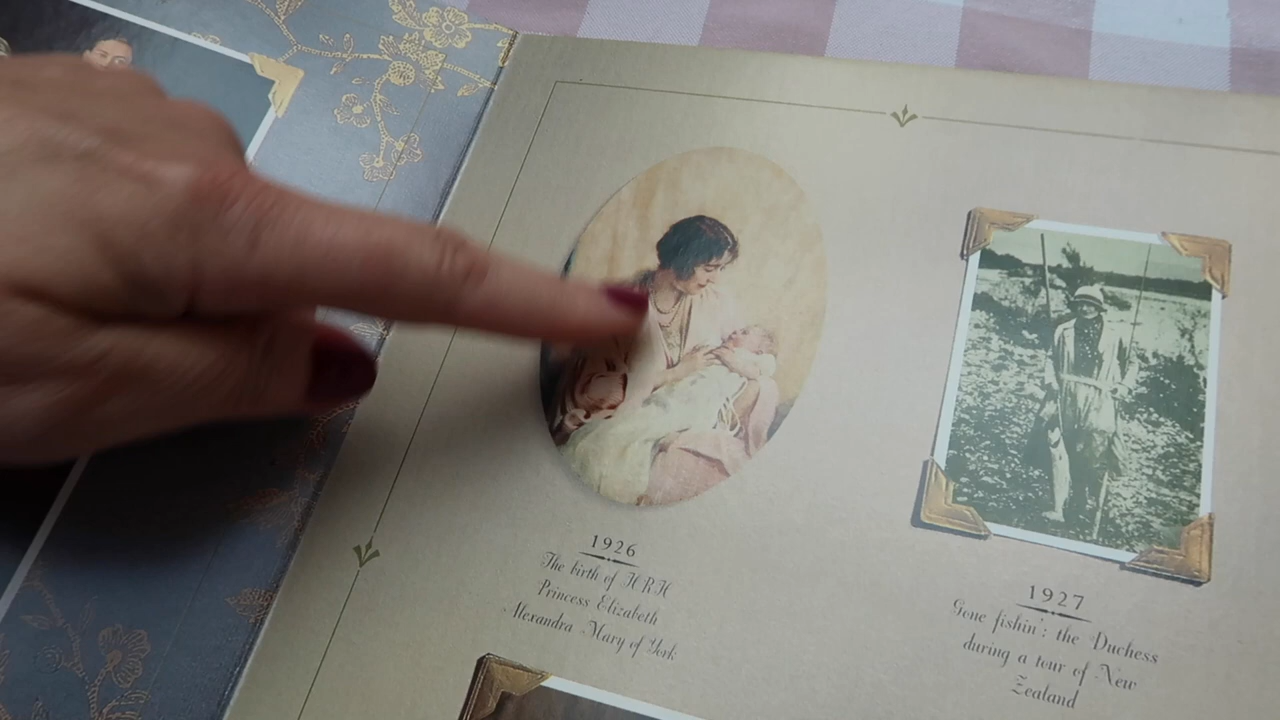 1926
The birth of HRH
Princess Elizabeth
Alexandra Mary of York
1927
Gone fishin': the Duchess
during a tour of New
Zealand